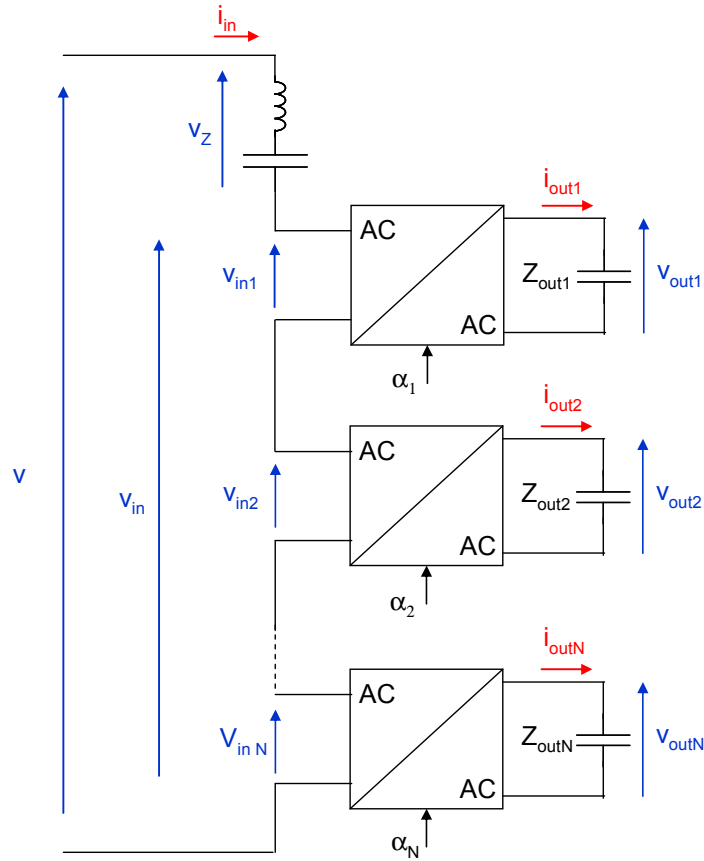 i_in
v_Z
i_out1
AC
v_in1
Z_out1
v_out1
AC
α_1
i_out2
AC
v
v_in
v_in2
Z_out2
v_out2
AC
α_2
i_outN
AC
V_in N
Z_outN
v_outN
AC
α_N